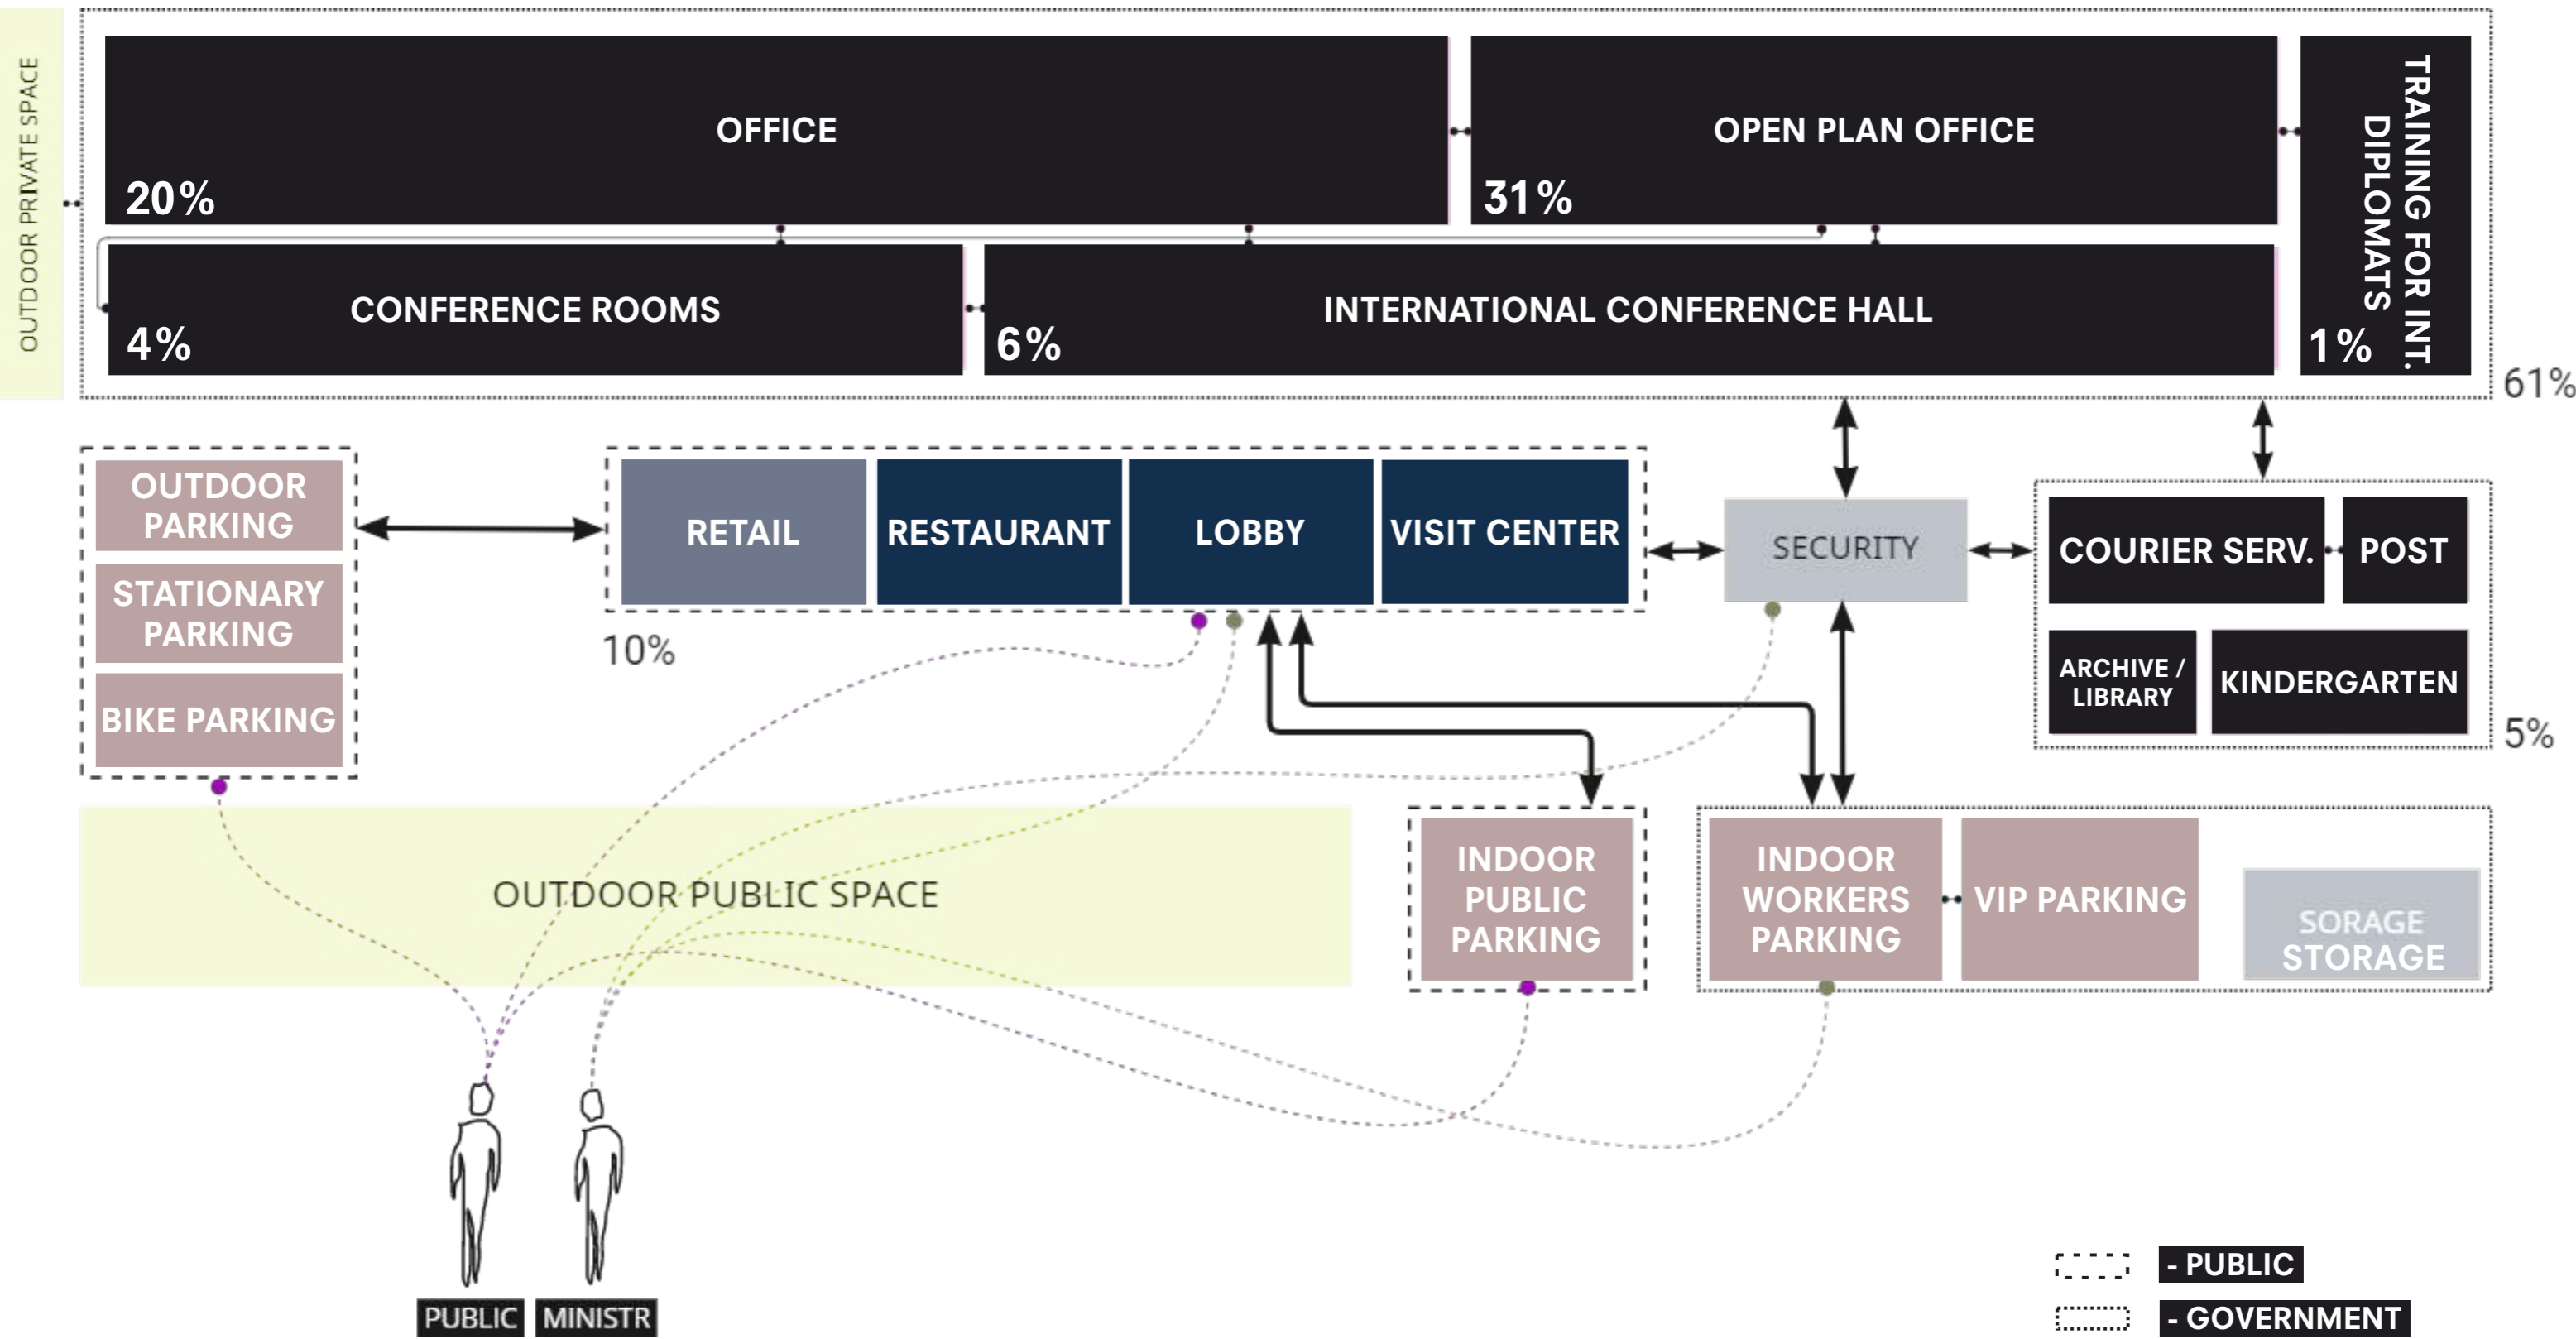 OUTDOOR PRIVATE SPACE
OFFICE
20%
OPEN PLAN OFFICE
31%
TRAINING FOR INT.
DIPLOMATS
1%
CONFERENCE ROOMS
4%
INTERNATIONAL CONFERENCE HALL
6%
61%
OUTDOOR
PARKING
STATIONARY
PARKING
BIKE PARKING
RETAIL
RESTAURANT
LOBBY
VISIT CENTER
10%
SECURITY
COURIER SERV.
POST
ARCHIVE /
LIBRARY
KINDERGARTEN
5%
OUTDOOR PUBLIC SPACE
INDOOR
PUBLIC
PARKING
INDOOR
WORKERS
PARKING
VIP PARKING
SORAGE
STORAGE
PUBLIC
MINISTR
- PUBLIC
- GOVERNMENT